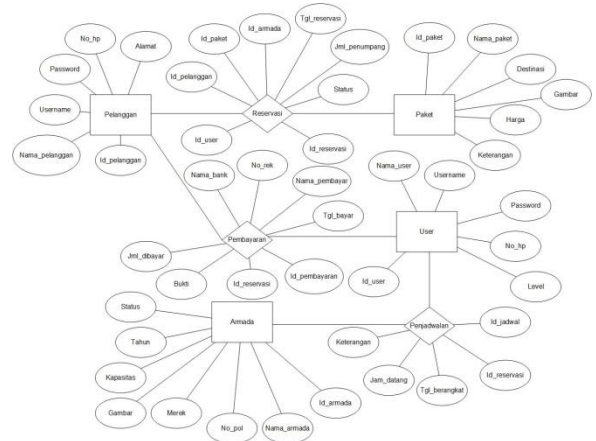 Tgl_reservasi
Id_armada
No_hp
Alamat
Id_paket
Id_paket
Nama_paket
Jml_penumpang
Password
Id_pelanggan
Destinasi
Status
Gambar
Username
Pelanggan
Reservasi
Paket
Harga
Id_user
Id_reservasi
Nama_pelanggan
Id_pelanggan
Keterangan
No_rek
Nama_bank
Nama_user
Username
Nama_pembayar
Password
Tgl_bayar
Pembayaran
User
No_hp
Jml_dibayar
Id_pembayaran
Id_user
Level
Bukti
Id_reservasi
Status
Armada
Penjadwalan
Id_jadwal
Keterangan
Tahun
Kapasitas
Jam_datang
Id_reservasi
Tgl_berangkat
Id_armada
Gambar
Merek
No_pol
Nama_armada